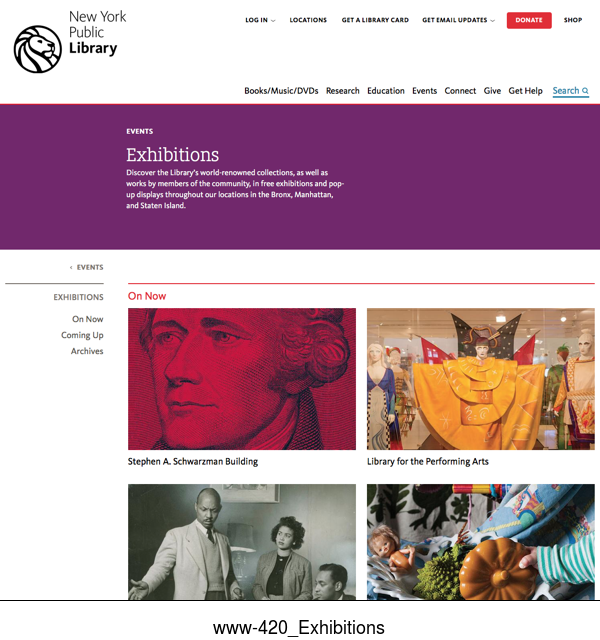 New York
Public
Library
LOG IN
LOCATIONS
GET A LIBRARY CARD
GET EMAIL UPDATES
DONATE
SHOP
Books/Music/DVDs Research Education Events Connect Give Get Help Search
EVENTS
Exhibitions
Discover the Library's world-renowned collections, as well as
works by members of the community, in free exhibitions and pop-
up displays throughout our locations in the Bronx, Manhattan,
and Staten Island.
‹ EVENTS
EXHIBITIONS
On Now
Coming Up
Archives
On Now
Stephen A. Schwarzman Building
Library for the Performing Arts
www-420_Exhibitions